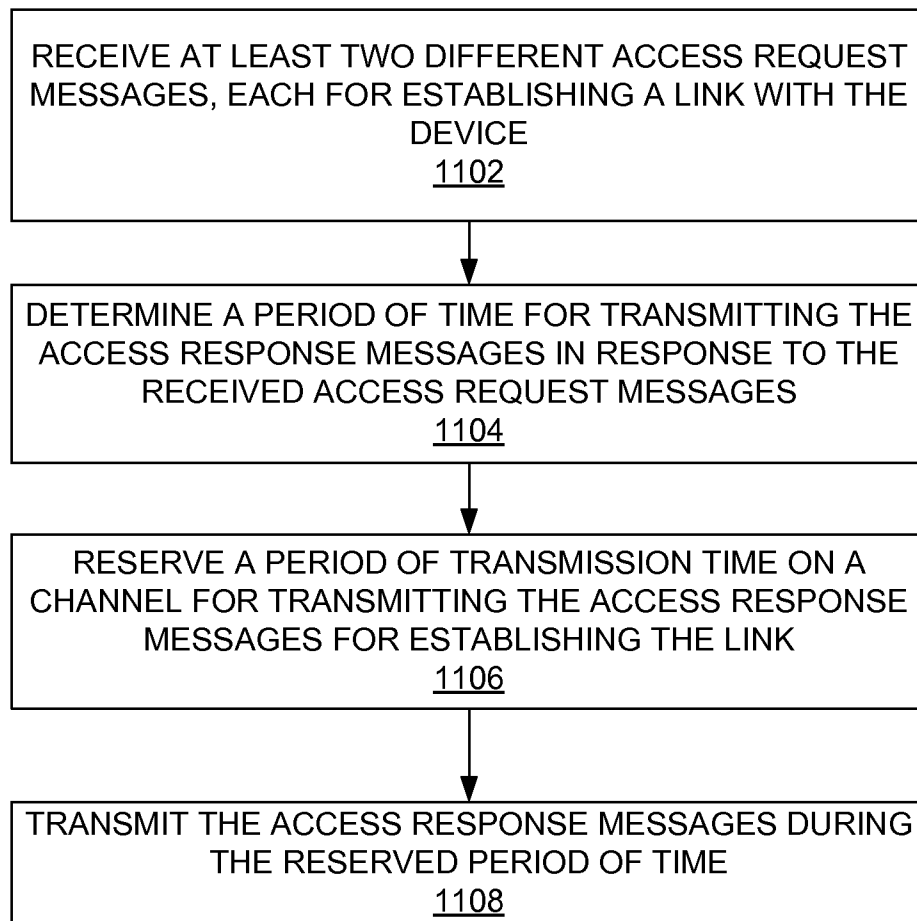 RECEIVE AT LEAST TWO DIFFERENT ACCESS REQUEST
MESSAGES, EACH FOR ESTABLISHING A LINK WITH THE
DEVICE
1102
DETERMINE A PERIOD OF TIME FOR TRANSMITTING THE
ACCESS RESPONSE MESSAGES IN RESPONSE TO THE
RECEIVED ACCESS REQUEST MESSAGES
1104
RESERVE A PERIOD OF TRANSMISSION TIME ON A
CHANNEL FOR TRANSMITTING THE ACCESS RESPONSE
MESSAGES FOR ESTABLISHING THE LINK
1106
TRANSMIT THE ACCESS RESPONSE MESSAGES DURING
THE RESERVED PERIOD OF TIME
1108